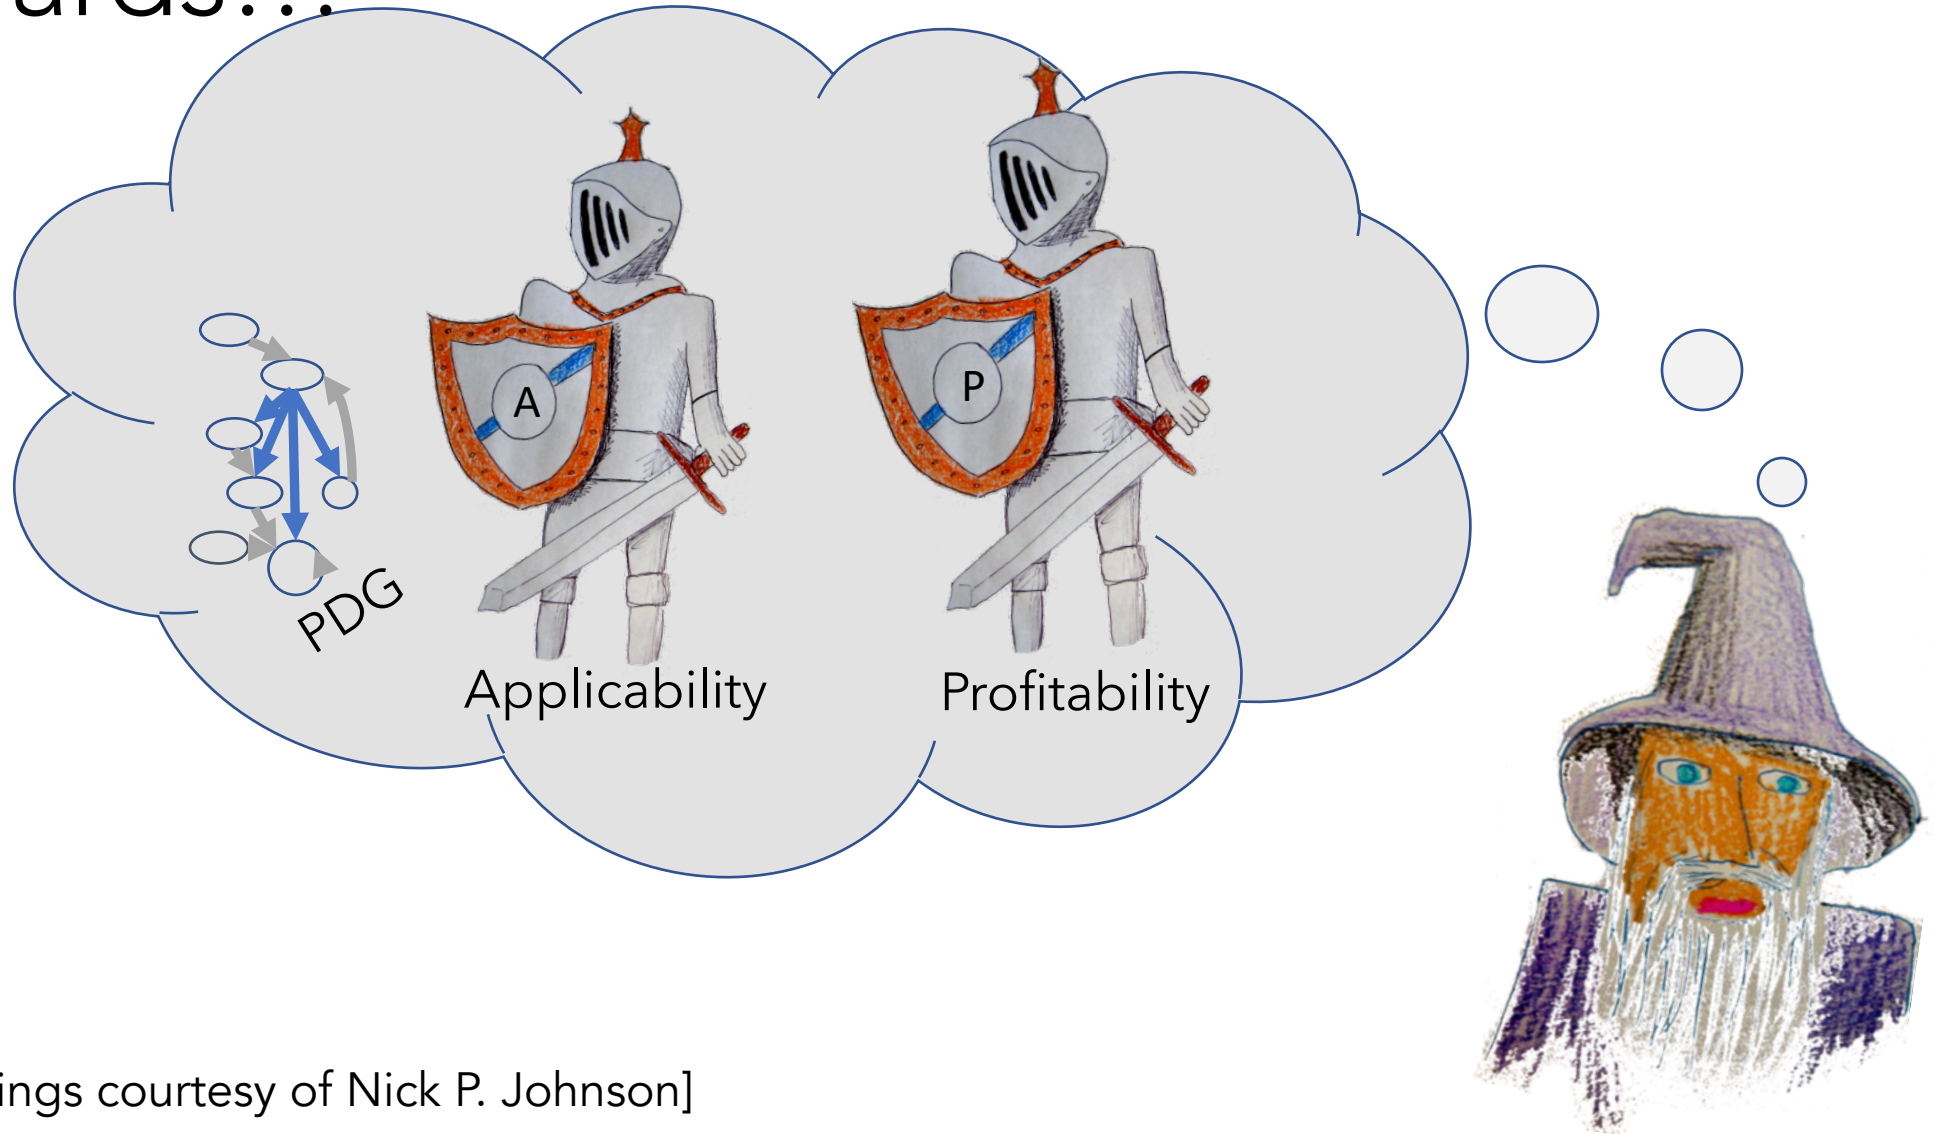 A
P
PDG
Applicability
Profitability
ings courtesy of Nick P. Johnson]